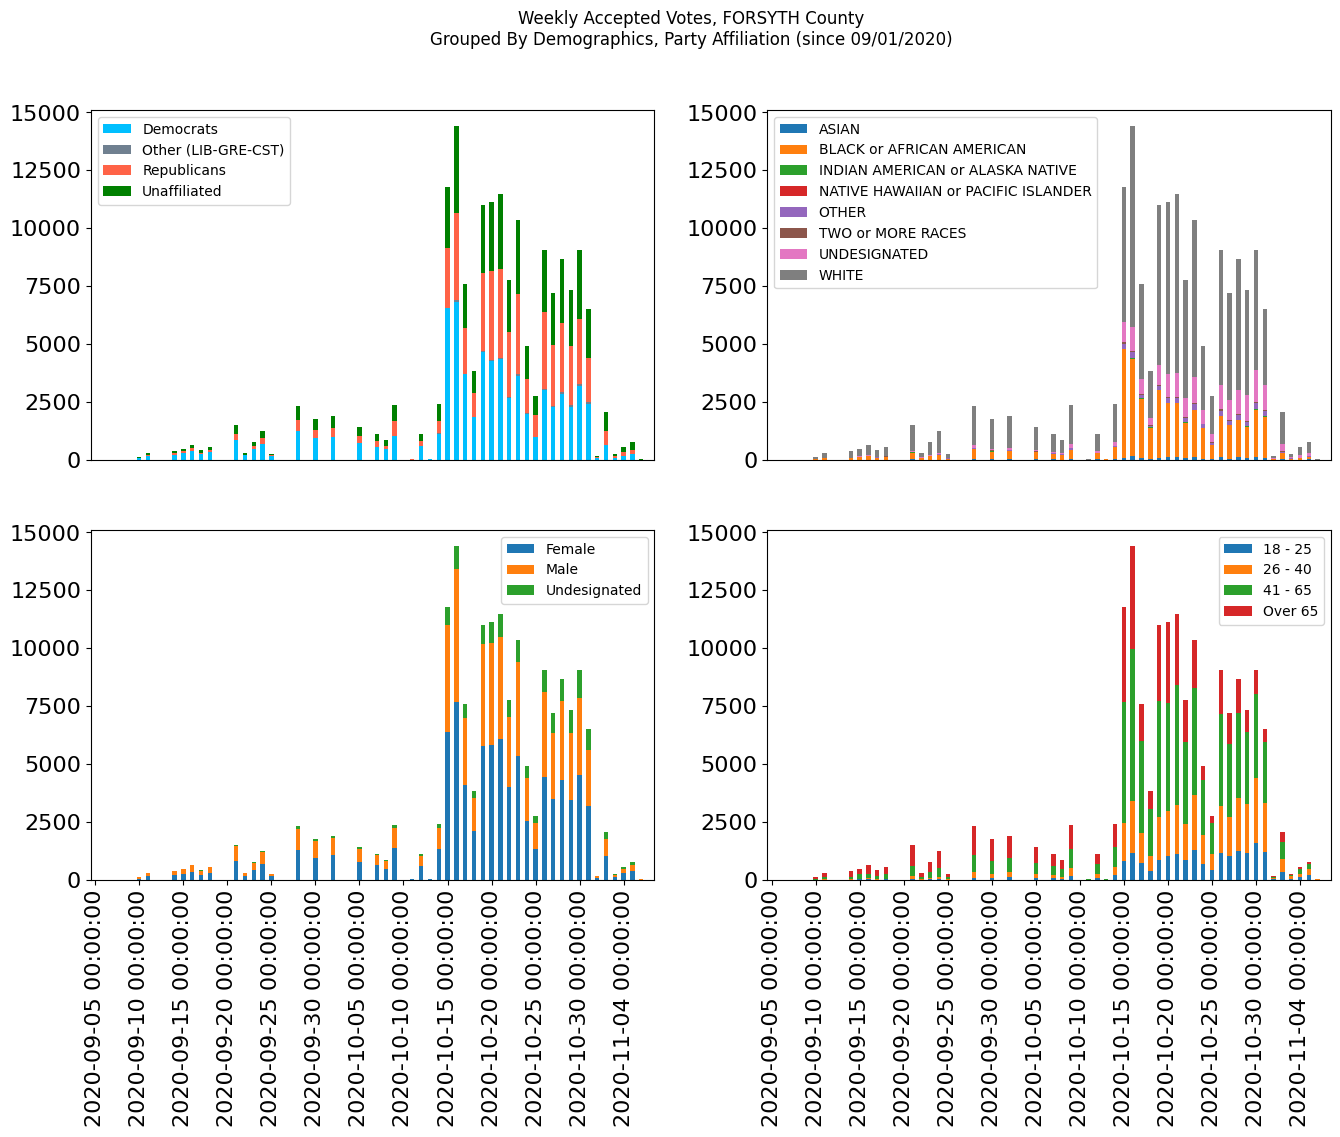 Weekly Accepted Votes, FORSYTH County
Grouped By Demographics, Party Affiliation (since 09/01/2020)
15000
12500
10000
7500
5000
2500
0
Democrats
Other (LIB-GRE-CST)
Republicans
Unaffiliated
15000
12500
10000
7500
5000
2500
0
ASIAN
BLACK or AFRICAN AMERICAN
INDIAN AMERICAN or ALASKA NATIVE
NATIVE HAWAIIAN or PACIFIC ISLANDER
OTHER
TWO or MORE RACES
UNDESIGNATED
WHITE
15000
12500
10000
7500
5000
2500
0
Female
Male
Undesignated
2020-09-05 00:00:00
2020-09-10 00:00:00
2020-09-15 00:00:00
2020-09-20 00:00:00
2020-09-25 00:00:00
2020-09-30 00:00:00
2020-10-05 00:00:00
2020-10-10 00:00:00
2020-10-15 00:00:00
2020-10-20 00:00:00
2020-10-25 00:00:00
2020-10-30 00:00:00
2020-11-04 00:00:00
15000
12500
10000
7500
5000
2500
0
18 - 25
26 - 40
41 - 65
Over 65
2020-09-05 00:00:00
2020-09-10 00:00:00
2020-09-15 00:00:00
2020-09-20 00:00:00
2020-09-25 00:00:00
2020-09-30 00:00:00
2020-10-05 00:00:00
2020-10-10 00:00:00
2020-10-15 00:00:00
2020-10-20 00:00:00
2020-10-25 00:00:00
2020-10-30 00:00:00
2020-11-04 00:00:00